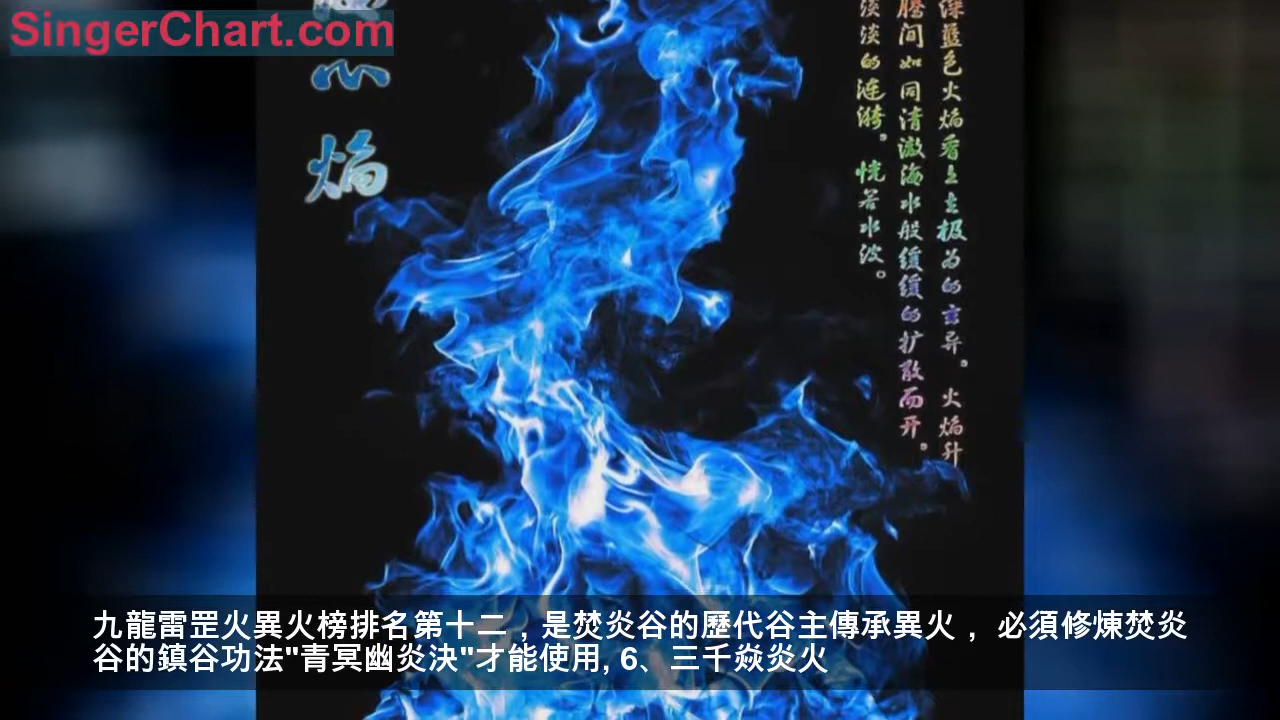 SingerChart.com
焰
深蓝色火焰看上去极为的玄异。火焰升
腾间如同清澈海水般缓缓的扩散而开。
淡淡的涟漪。恍若水波。
九龍雷罡火異火榜排名第十二，是焚炎谷的歷代谷主傳承異火， 必須修煉焚炎
谷的鎮谷功法"青冥幽炎決"才能使用, 6、三千焱炎火